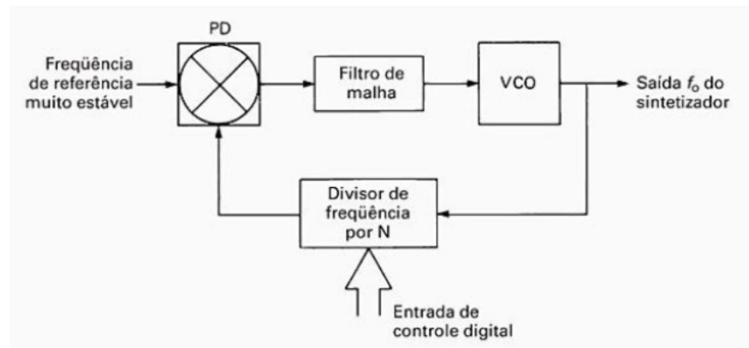 PD
Freqüência
de referência
muito estável
Filtro de
malha
VCO
Saída fo do
sintetizador
Divisor de
freqüência
por N
Entrada de
controle digital